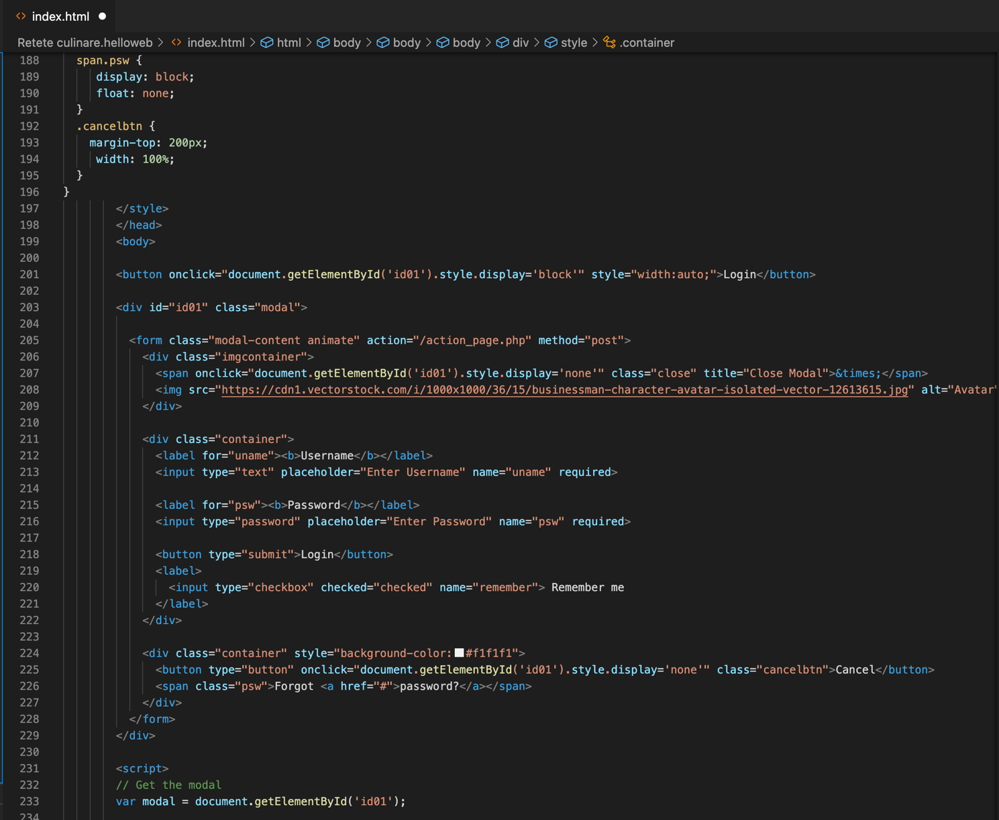 index.html
Retete culinare.helloweb > index.html > html > body > body > body > div > style > .container
188 span.psw {
189 display: block;
190 float: none;
191 }
192 .cancelbtn {
193 margin-top: 200px;
194 width: 100%;
195 }
196 }
197 </style>
198 </head>
199 <body>
200
201 <button onclick="document.getElementById('id01').style.display='block'" style="width:auto;">Login</button>
202
203 <div id="id01" class="modal">
204
205 <form class="modal-content animate" action="/action_page.php" method="post">
206 <div class="imgcontainer">
207 <span onclick="document.getElementById('id01').style.display='none'" class="close" title="Close Modal">&times;</span>
208 <img src="https://cdn1.vectorstock.com/i/1000x1000/36/15/businessman-character-avatar-isolated-vector-12613615.jpg" alt="Avatar"
209 </div>
210
211 <div class="container">
212 <label for="uname"><b>Username</b></label>
213 <input type="text" placeholder="Enter Username" name="uname" required>
214
215 <label for="psw"><b>Password</b></label>
216 <input type="password" placeholder="Enter Password" name="psw" required>
217
218 <button type="submit">Login</button>
219 <label>
220 <input type="checkbox" checked="checked" name="remember"> Remember me
221 </label>
222 </div>
223
224 <div class="container" style="background-color:#f1f1f1">
225 <button type="button" onclick="document.getElementById('id01').style.display='none'" class="cancelbtn">Cancel</button>
226 <span class="psw">Forgot <a href="#">password?</a></span>
227 </div>
228 </form>
229 </div>
230
231 <script>
232 // Get the modal
233 var modal = document.getElementById('id01');
234